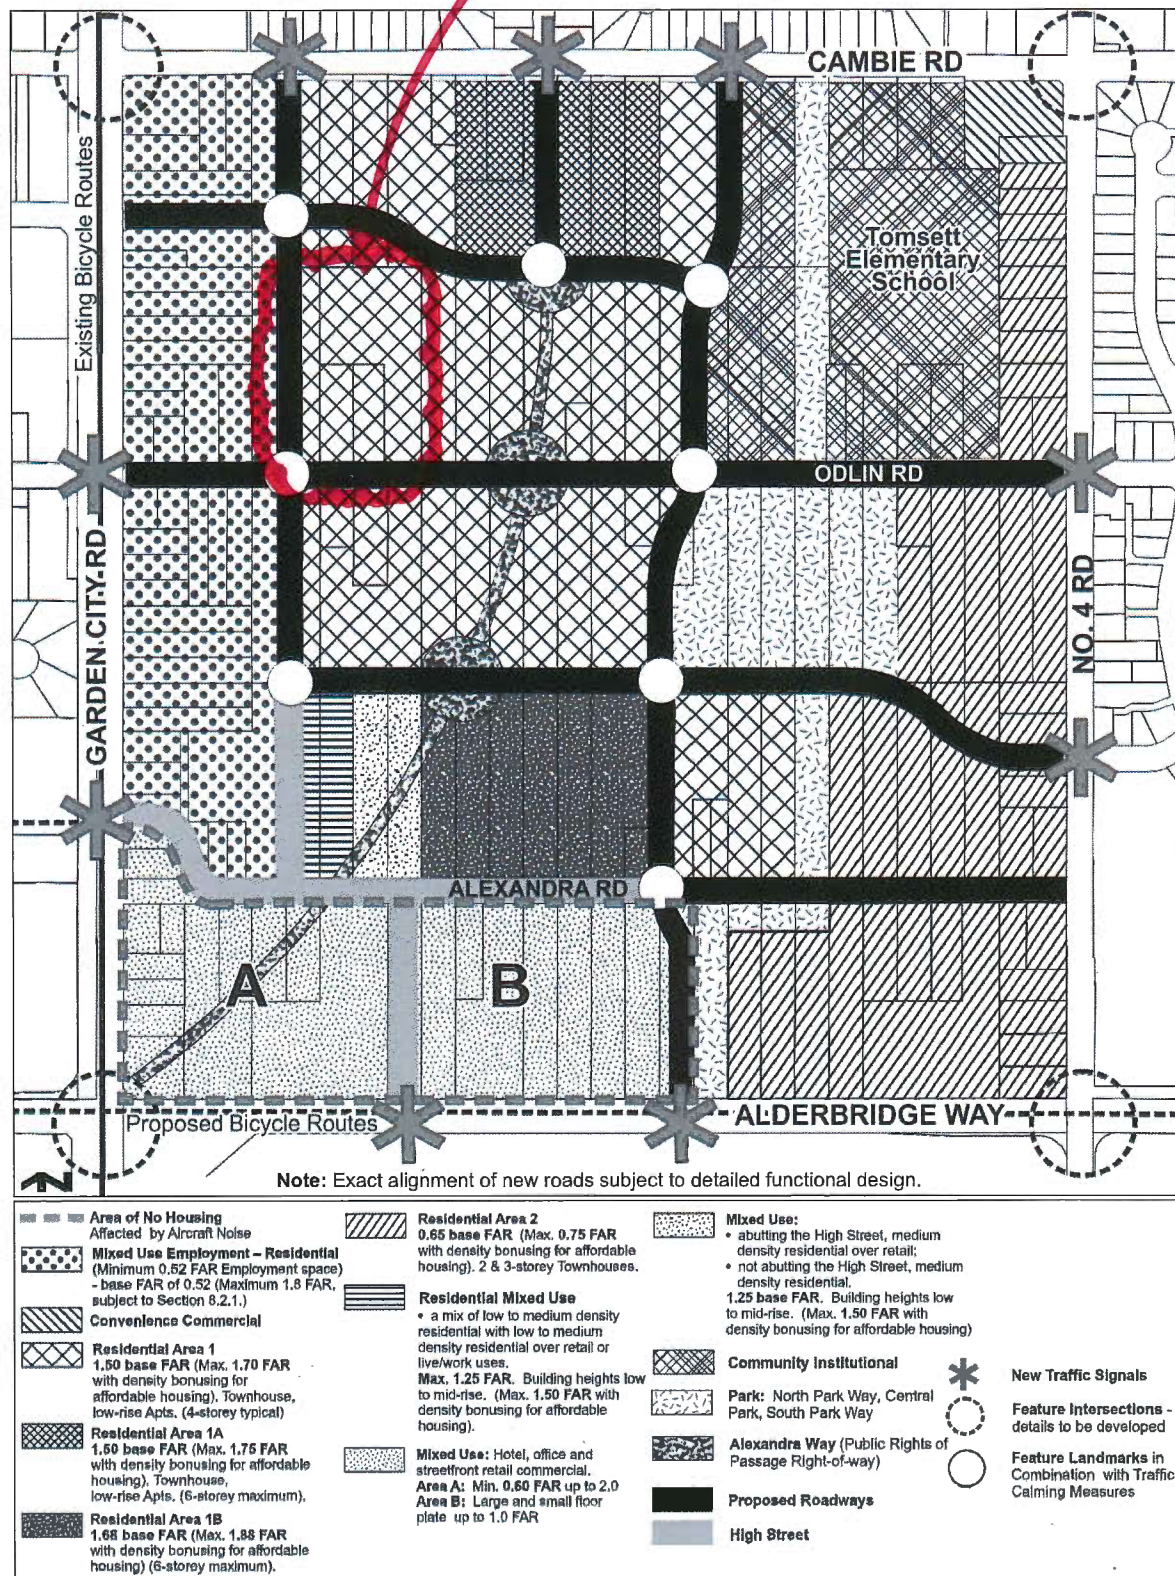 CAMBIE RD
Existing Bicycle Routes
Tomsett
Elementary
School
ODLIN RD
GARDEN CITY RD
NO. 4 RD
ALEXANDRA RD
A
B
Proposed Bicycle Routes
ALDERBRIDGE WAY
N
Note: Exact alignment of new roads subject to detailed functional design.
Area of No Housing
Affected by Aircraft Noise
Mixed Use Employment – Residential
(Minimum 0.52 FAR Employment space)
- base FAR of 0.52 (Maximum 1.8 FAR,
subject to Section 8.2.1.)
Convenience Commercial
Residential Area 1
1.50 base FAR (Max. 1.70 FAR
with density bonusing for
affordable housing). Townhouse,
low-rise Apts. (4-storey typical)
Residential Area 1A
1.50 base FAR (Max. 1.75 FAR
with density bonusing for affordable
housing), Townhouse,
low-rise Apts. (6-storey maximum).
Residential Area 1B
1.68 base FAR (Max. 1.88 FAR
with density bonusing for affordable
housing) (6-storey maximum).
Residential Area 2
0.65 base FAR (Max. 0.75 FAR
with density bonusing for affordable
housing). 2 & 3-storey Townhouses.
Residential Mixed Use
• a mix of low to medium density
residential with low to medium
density residential over retail or
live/work uses.
Max. 1.25 FAR. Building heights low
to mid-rise. (Max. 1.50 FAR with
density bonusing for affordable
housing).
Mixed Use: Hotel, office and
streetfront retail commercial.
Area A: Min. 0.60 FAR up to 2.0
Area B: Large and small floor
plate up to 1.0 FAR
Mixed Use:
• abutting the High Street, medium
density residential over retail;
• not abutting the High Street, medium
density residential.
1.25 base FAR. Building heights low
to mid-rise. (Max. 1.50 FAR with
density bonusing for affordable housing)
Community Institutional
Park: North Park Way, Central
Park, South Park Way
Alexandra Way (Public Rights of
Passage Right-of-way)
Proposed Roadways
High Street
New Traffic Signals
Feature Intersections -
details to be developed
Feature Landmarks in
Combination with Traffic
Calming Measures